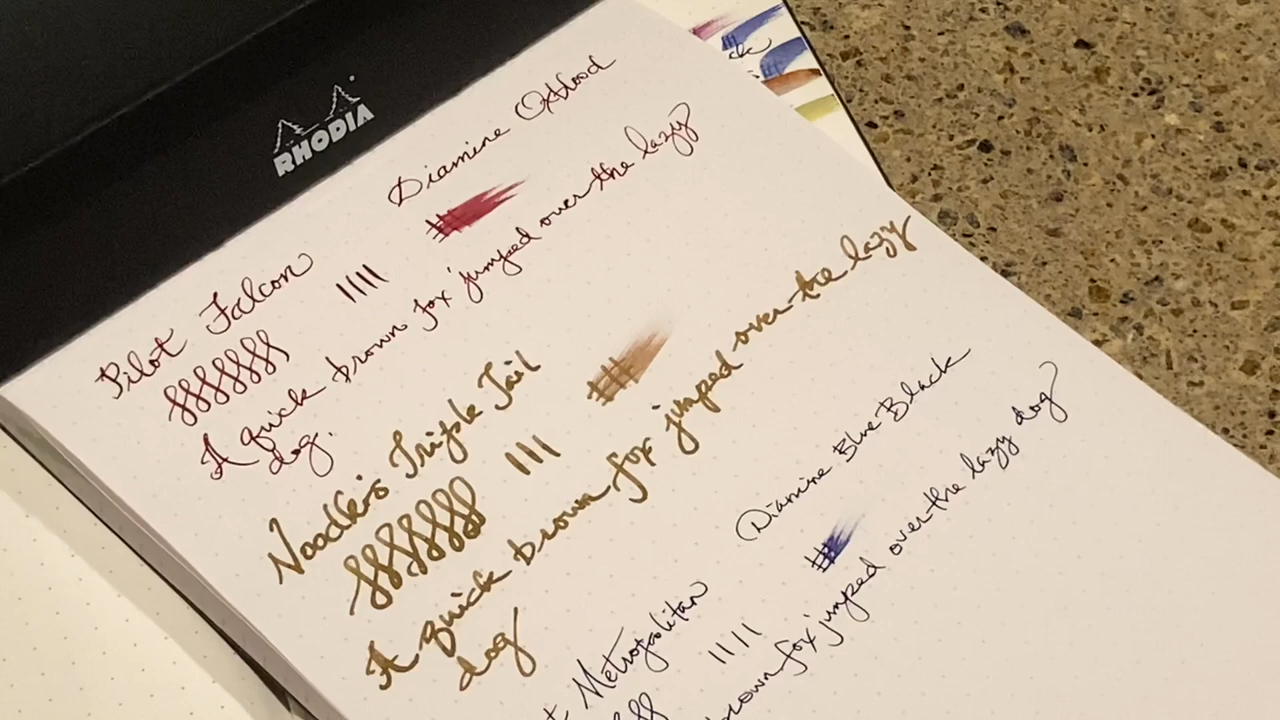 RHODIA
Diamine Oxblood
Pilot Falcon
A quick brown fox jumped over the lazy
dog.
Noodler's Triple Tail
A quick brown fox jumped over the lazy
dog
Diamine Blue Black
Metropolitan
brown fox jumped over the lazy dog